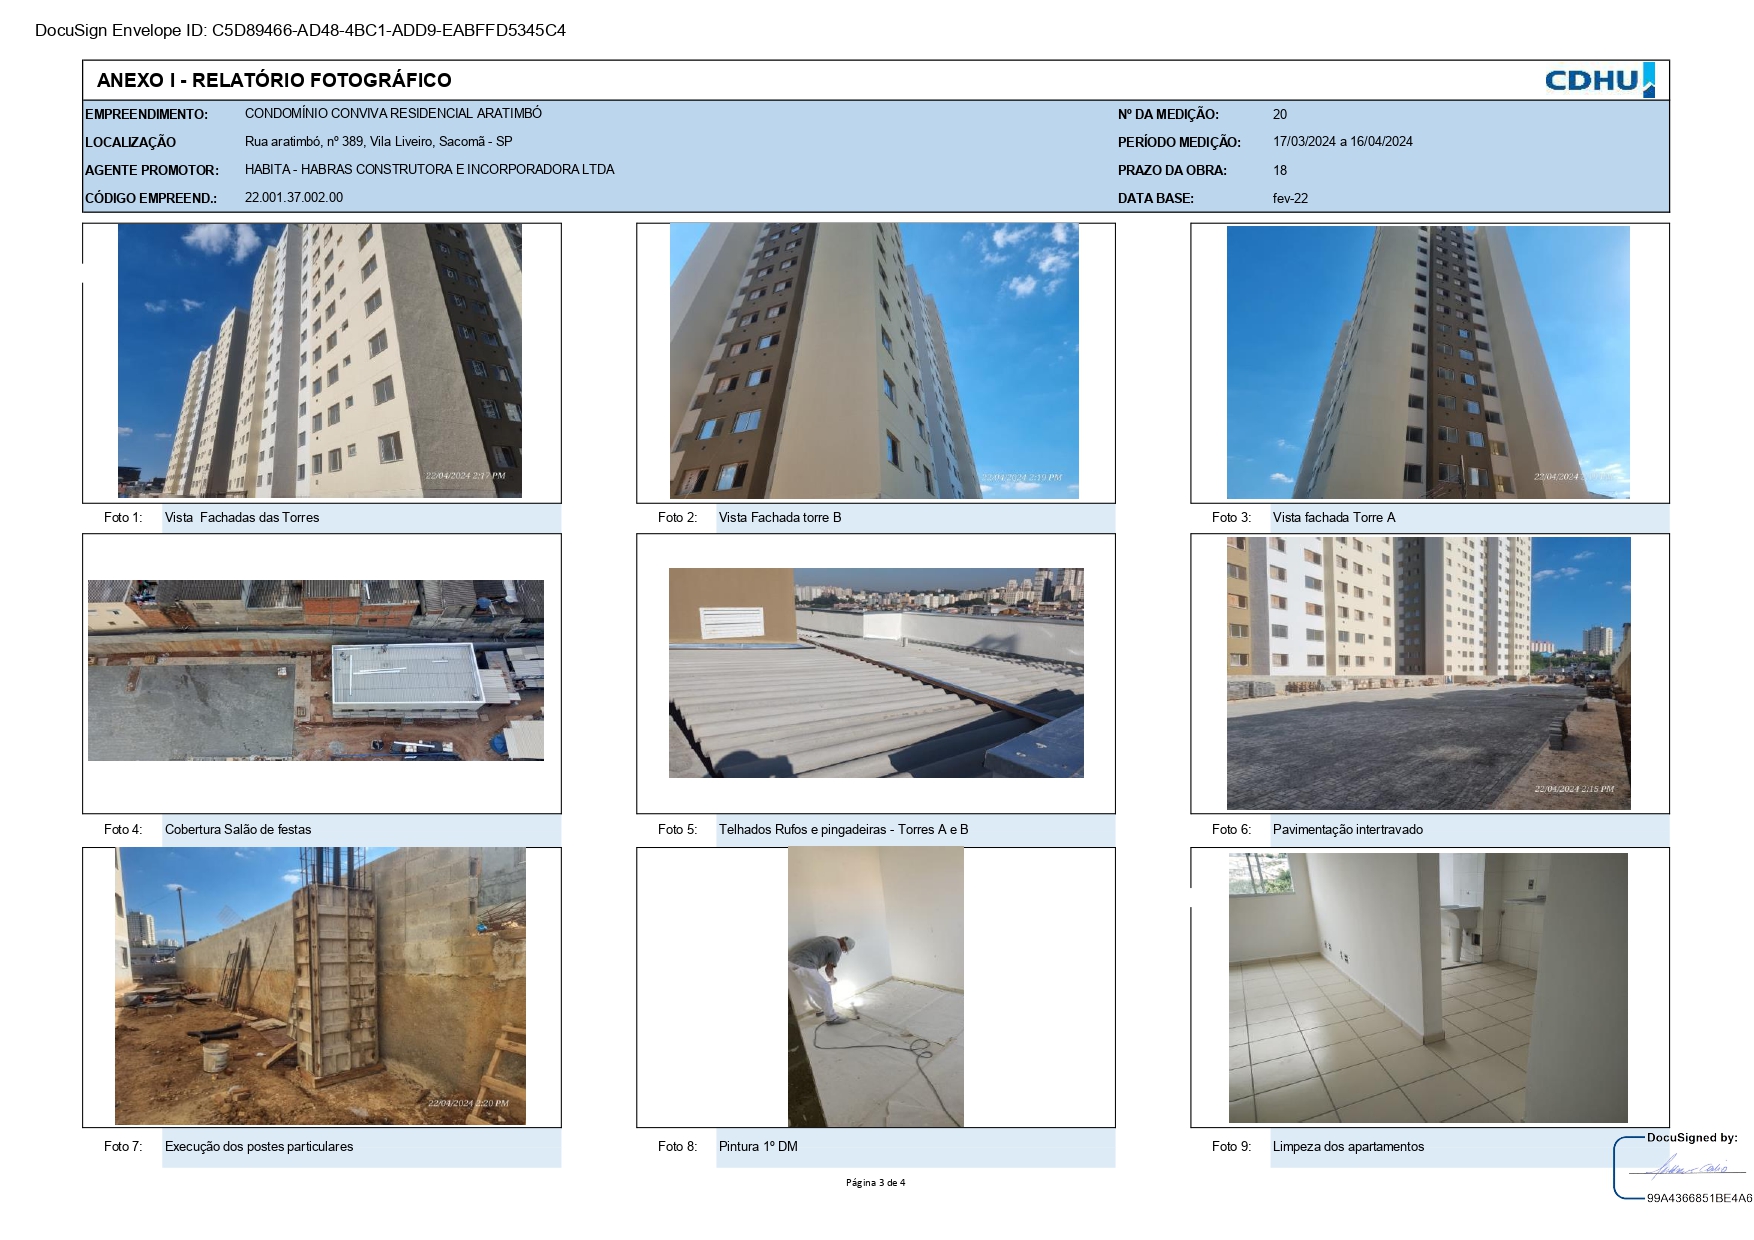 DocuSign Envelope ID: C5D89466-AD48-4BC1-ADD9-EABFFD5345C4
ANEXO I - RELATÓRIO FOTOGRÁFICO
CDHU
EMPREENDIMENTO: CONDOMÍNIO CONVIVA RESIDENCIAL ARATIMBÓ Nº DA MEDIÇÃO: 20
LOCALIZAÇÃO Rua aratimbó, nº 389, Vila Liveiro, Sacomã - SP PERÍODO MEDIÇÃO: 17/03/2024 a 16/04/2024
AGENTE PROMOTOR: HABITA - HABRAS CONSTRUTORA E INCORPORADORA LTDA PRAZO DA OBRA: 18
CÓDIGO EMPREEND.: 22.001.37.002.00 DATA BASE: fev-22
22/04/2024 2:17 PM
22/04/2024 2:19 PM
22/04/2024
Foto 1: Vista Fachadas das Torres Foto 2: Vista Fachada torre B Foto 3: Vista fachada Torre A
22/04/2024 2:15 PM
Foto 4: Cobertura Salão de festas Foto 5: Telhados Rufos e pingadeiras - Torres A e B Foto 6: Pavimentação intertravado
22/04/2024 2:20 PM
Foto 7: Execução dos postes particulares Foto 8: Pintura 1º DM Foto 9: Limpeza dos apartamentos
DocuSigned by:
99A4366851BE4A6
Página 3 de 4